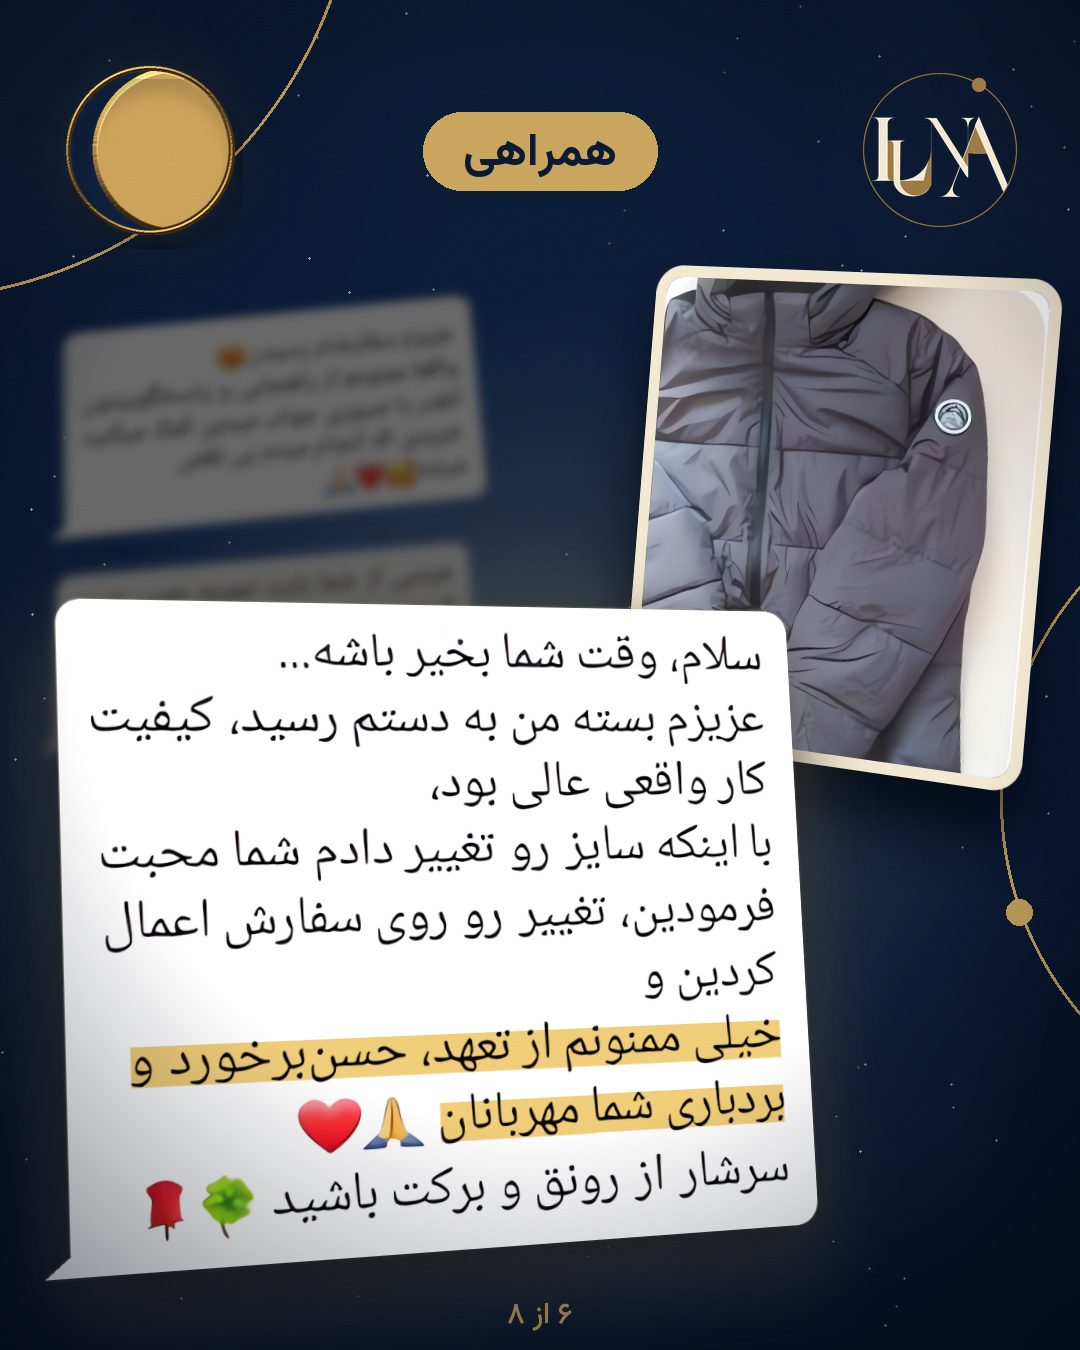 همراهی
LUNA
سلام، وقت شما بخیر باشه...
عزیزم بسته من به دستم رسید، کیفیت
کار واقعی عالی بود،
با اینکه سایز رو تغییر دادم شما محبت
فرمودین، تغییر رو روی سفارش اعمال
کردین و
خیلی ممنونم از تعهد، حسن‌برخورد و
بردباری شما مهربانان 🙏❤️
سرشار از رونق و برکت باشید 🍀🌹
۶ از ۸